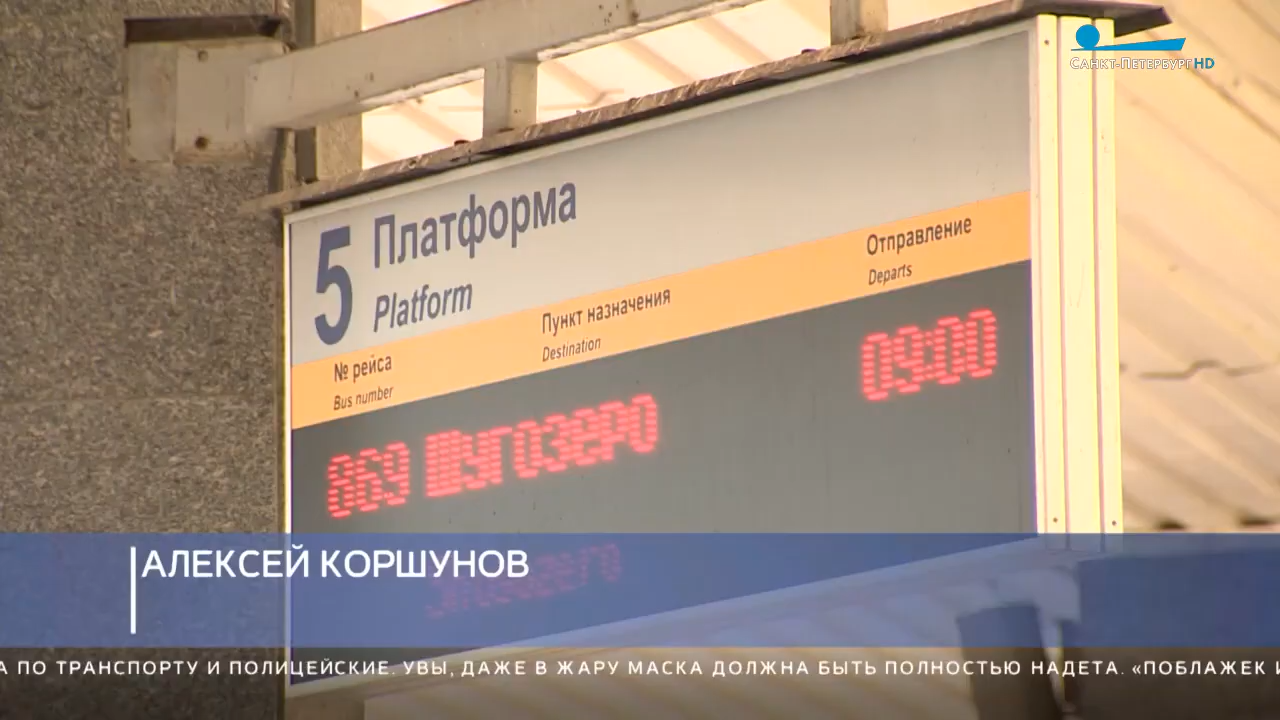 Санкт-Петербург HD
5 Платформа
Platform
№ рейса
Bus number
Пункт назначения
Destination
Отправление
Departs
869 Шугозеро 09:00
АЛЕКСЕЙ КОРШУНОВ
А ПО ТРАНСПОРТУ И ПОЛИЦЕЙСКИЕ. УВЫ, ДАЖЕ В ЖАРУ МАСКА ДОЛЖНА БЫТЬ ПОЛНОСТЬЮ НАДЕТА. «ПОБЛАЖЕК И